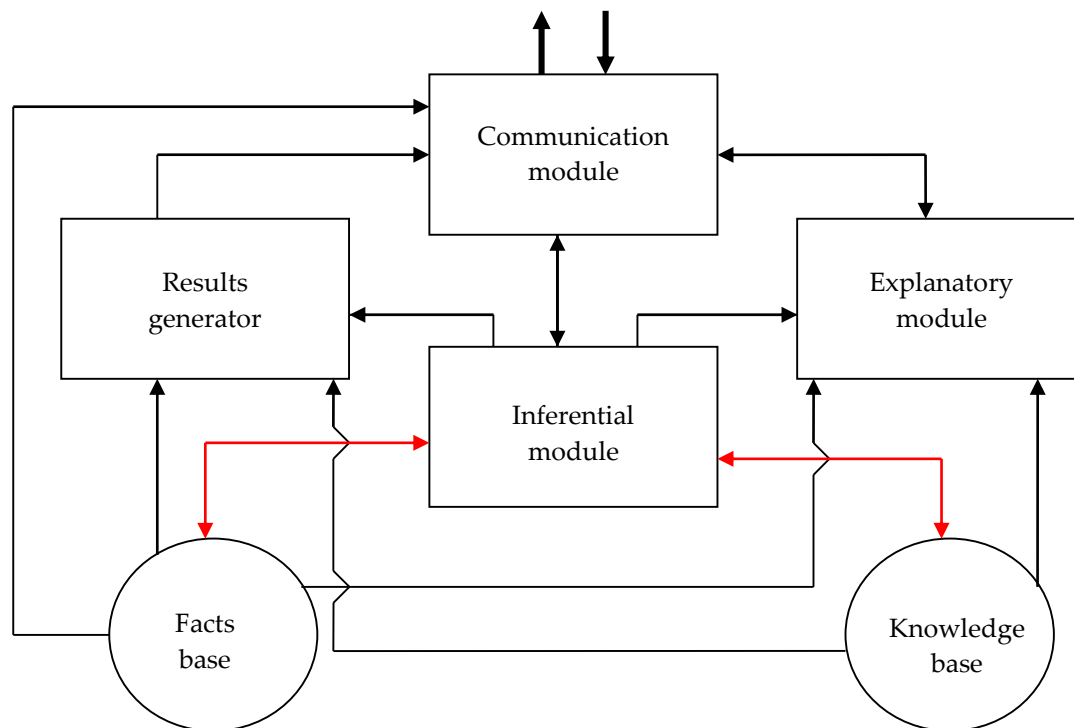 Communication
module
Results
generator
Explanatory
module
Inferential
module
Facts
base
Knowledge
base